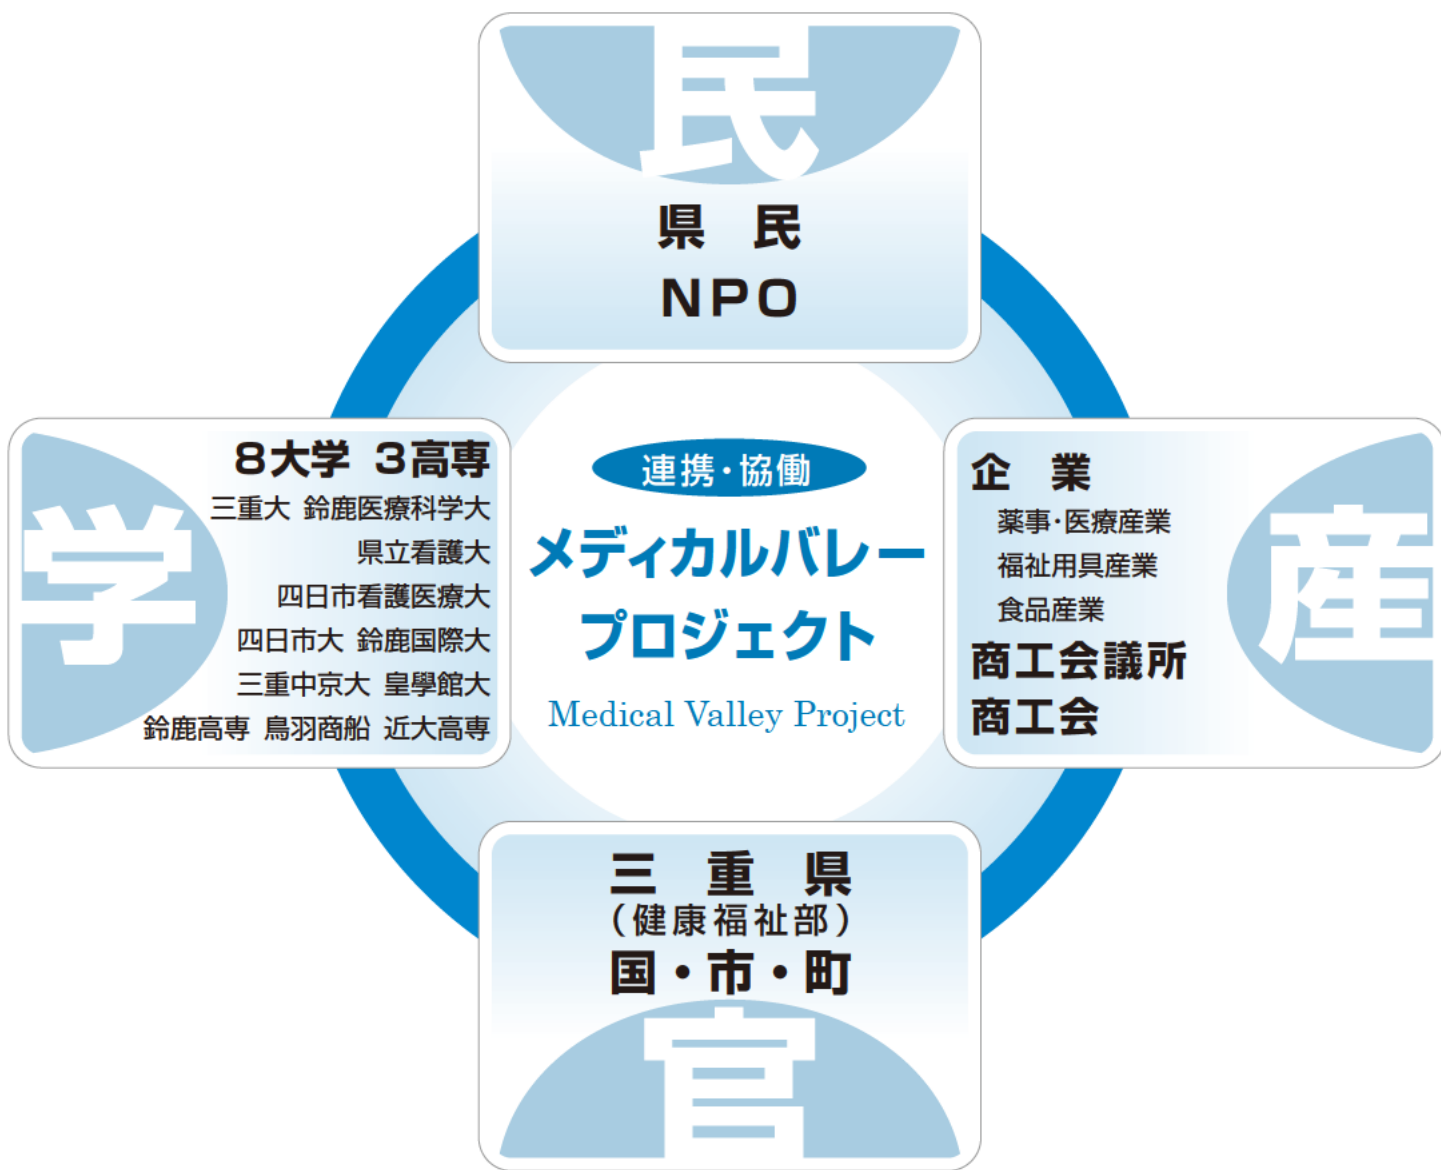 民
県 民
NPO
学
8大学 3高専
三重大 鈴鹿医療科学大
県立看護大
四日市看護医療大
四日市大 鈴鹿国際大
三重中京大 皇學館大
鈴鹿高専 鳥羽商船 近大高専
連携・協働
メディカルバレー
プロジェクト
Medical Valley Project
企 業
薬事・医療産業
福祉用具産業
食品産業
商工会議所
商工会
産
三 重 県
(健康福祉部)
国・市・町
官